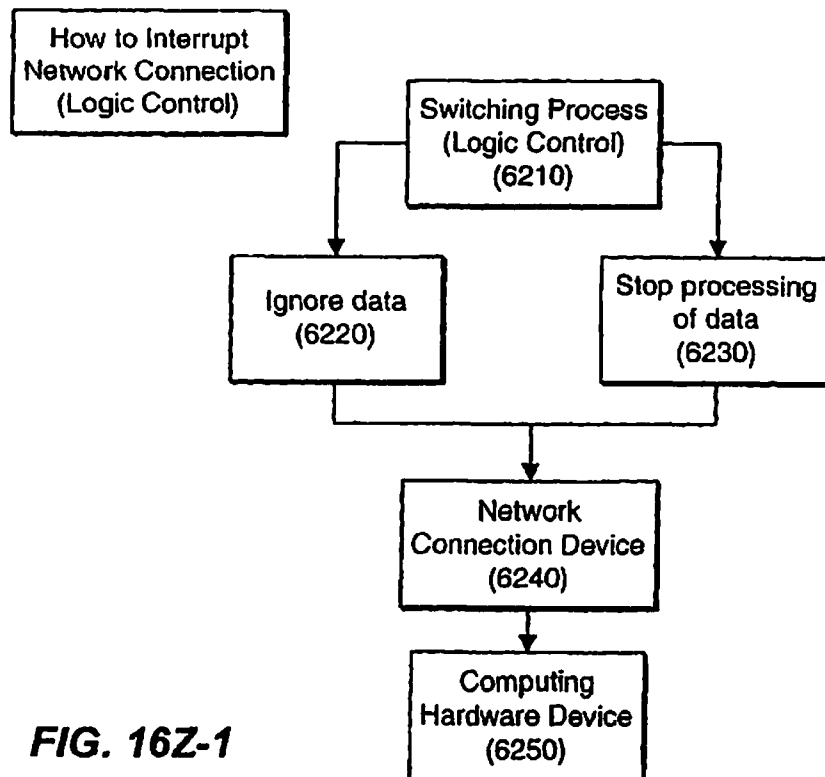 How to Interrupt
Network Connection
(Logic Control)
Switching Process
(Logic Control)
(6210)
Ignore data
(6220)
Stop processing
of data
(6230)
Network
Connection Device
(6240)
Computing
Hardware Device
(6250)
FIG. 16Z-1